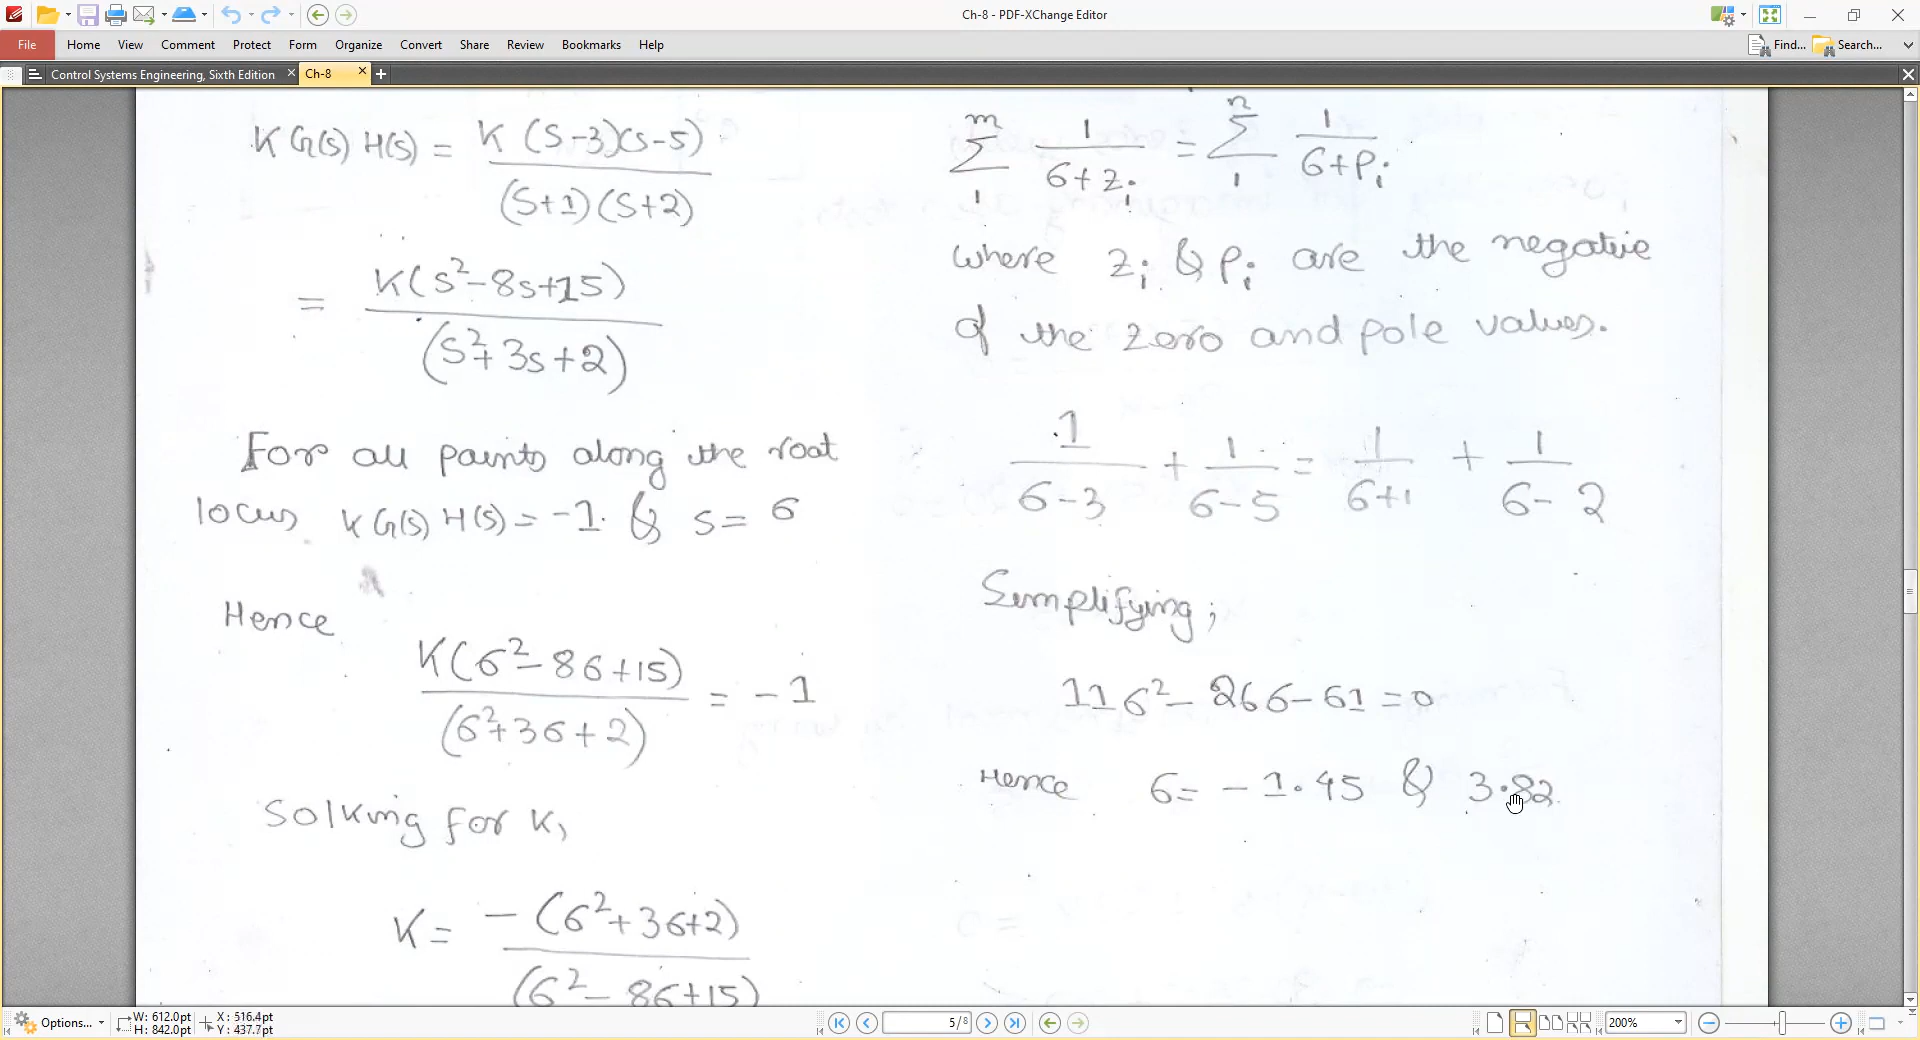 Ch-8 - PDF-XChange Editor
File Home View Comment Protect Form Organize Convert Share Review Bookmarks Help
Find... Search...
Control Systems Engineering, Sixth Edition Ch-8
K G(s) H(s) = K (S-3)(s-5) / (S+1)(S+2)
= K(s²-8s+15) / (s²+3s+2)
For all points along the root
locus K G(s) H(s) = -1. & s = σ
Hence
K(σ²-8σ+15) / (σ²+3σ+2) = -1
Solving for K,
K = -(σ²+3σ+2) / (σ²-8σ+15)
m Σ 1 1 / σ+zᵢ = n Σ 1 1 / σ+Pᵢ
where zᵢ & Pᵢ are the negative
of the zero and pole values.
1 / σ-3 + 1 / σ-5 = 1 / σ+1 + 1 / σ-2
Simplifying;
11σ²-26σ-61=0
Hence σ= -1.45 & 3.82
Options... W: 612.0pt H: 842.0pt X: 516.4pt Y: 437.7pt 5/8 200%